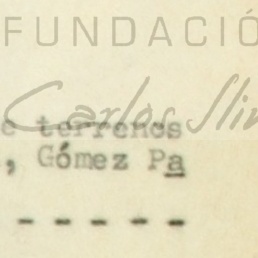 FUNDACIÓ
Carlos Slim
e terrenos
, Gómez Pa
- - - - -